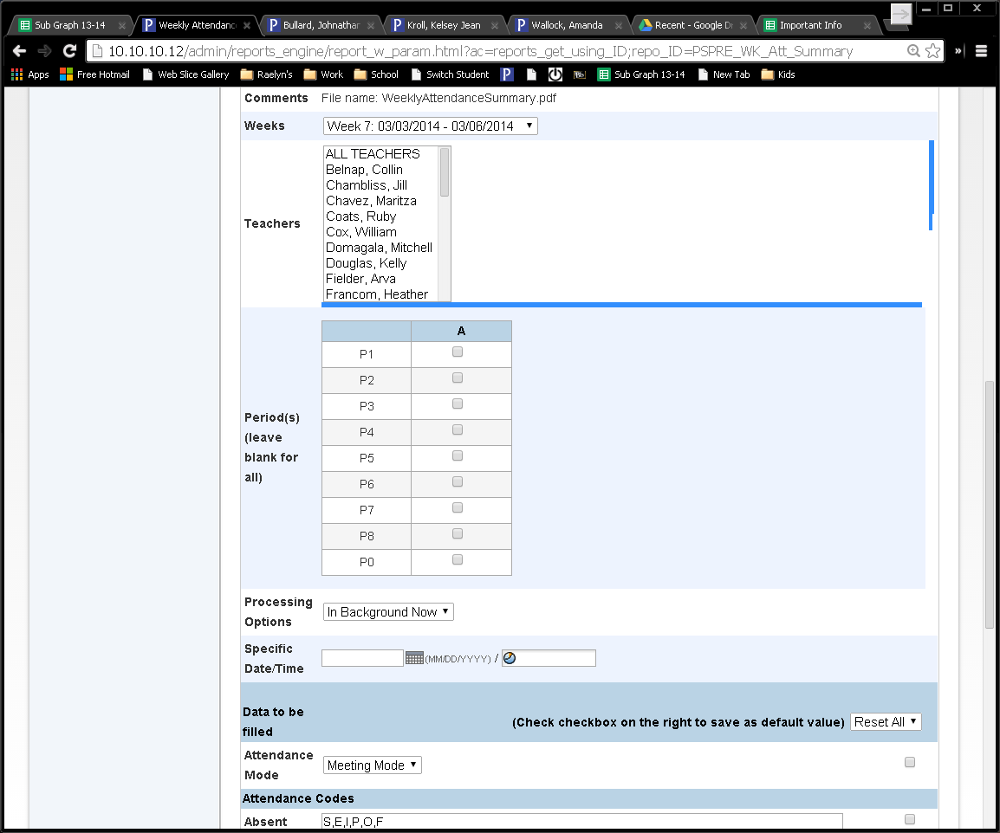 Sub Graph 13-14
Weekly Attendanc
Bullard, Johnathar
Kroll, Kelsey Jean
Wallock, Amanda
Recent - Google Dr
Important Info
10.10.10.12/admin/reports_engine/report_w_param.html?ac=reports_get_using_ID;repo_ID=PSPRE_WK_Att_Summary
Apps
Free Hotmail
Web Slice Gallery
Raelyn's
Work
School
Switch Student
Sub Graph 13-14
New Tab
Kids
Comments File name: WeeklyAttendanceSummary.pdf
Weeks Week 7: 03/03/2014 - 03/06/2014
Teachers
ALL TEACHERS
Belnap, Collin
Chambliss, Jill
Chavez, Maritza
Coats, Ruby
Cox, William
Domagala, Mitchell
Douglas, Kelly
Fielder, Arva
Francom, Heather
Period(s)
(leave
blank for
all)
A
P1
P2
P3
P4
P5
P6
P7
P8
P0
Processing
Options
In Background Now
Specific
Date/Time
(MM/DD/YYYY) /
Data to be
filled
(Check checkbox on the right to save as default value) Reset All
Attendance
Mode
Meeting Mode
Attendance Codes
Absent S,E,I,P,O,F